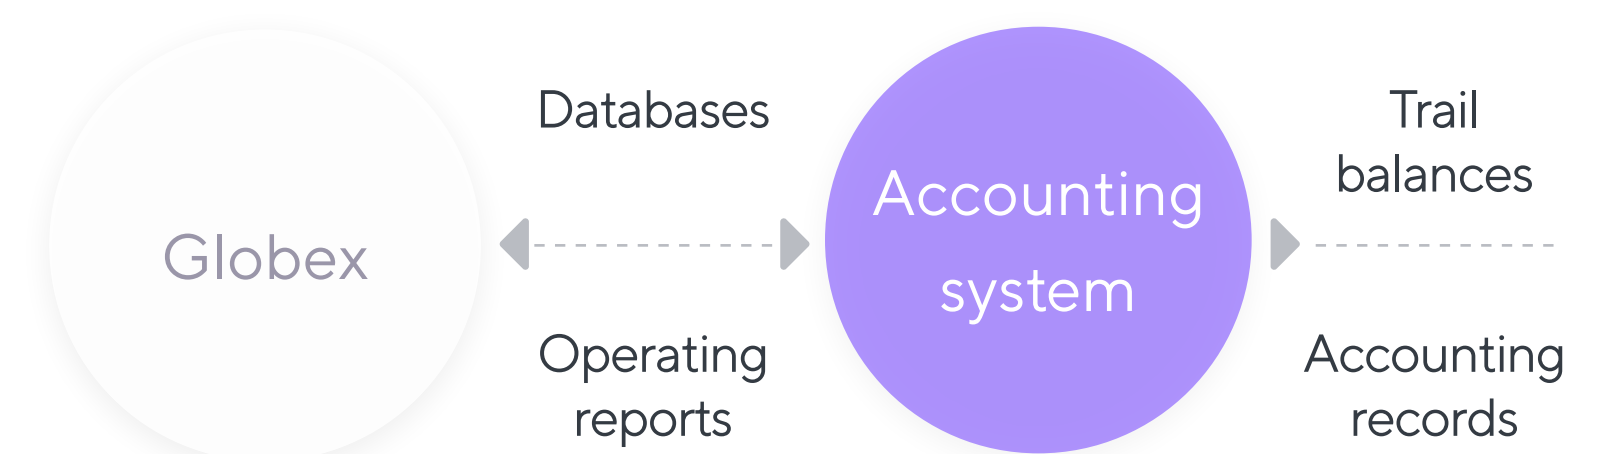 Globex
Databases
Operating
reports
Accounting
system
Trail
balances
Accounting
records